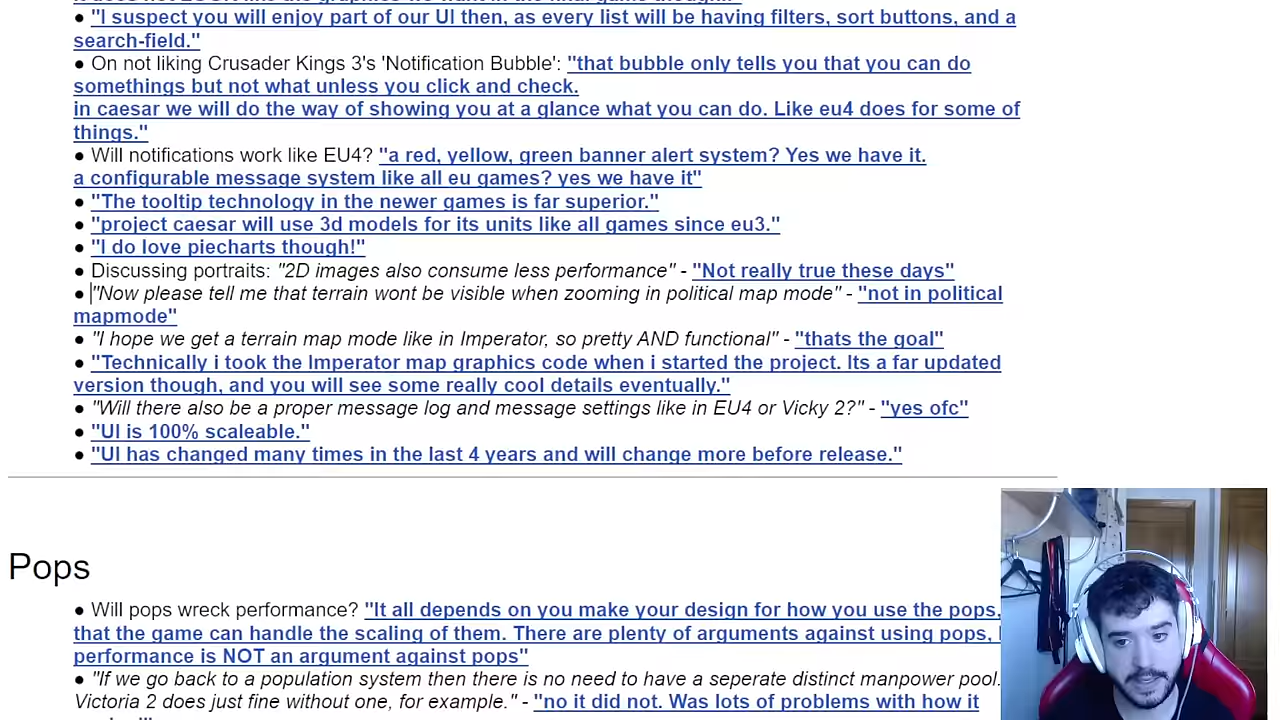 ● "I suspect you will enjoy part of our UI then, as every list will be having filters, sort buttons, and a
search-field."
● On not liking Crusader Kings 3's 'Notification Bubble': "that bubble only tells you that you can do
somethings but not what unless you click and check.
in caesar we will do the way of showing you at a glance what you can do. Like eu4 does for some of
things."
● Will notifications work like EU4? "a red, yellow, green banner alert system? Yes we have it.
a configurable message system like all eu games? yes we have it"
● "The tooltip technology in the newer games is far superior."
● "project caesar will use 3d models for its units like all games since eu3."
● "I do love piecharts though!"
● Discussing portraits: "2D images also consume less performance" - "Not really true these days"
● "Now please tell me that terrain wont be visible when zooming in political map mode" - "not in political
mapmode"
● "I hope we get a terrain map mode like in Imperator, so pretty AND functional" - "thats the goal"
● "Technically i took the Imperator map graphics code when i started the project. Its a far updated
version though, and you will see some really cool details eventually."
● "Will there also be a proper message log and message settings like in EU4 or Vicky 2?" - "yes ofc"
● "UI is 100% scaleable."
● "UI has changed many times in the last 4 years and will change more before release."
Pops
● Will pops wreck performance? "It all depends on you make your design for how you use the pops,
that the game can handle the scaling of them. There are plenty of arguments against using pops,
performance is NOT an argument against pops"
● "If we go back to a population system then there is no need to have a seperate distinct manpower pool.
Victoria 2 does just fine without one, for example." - "no it did not. Was lots of problems with how it